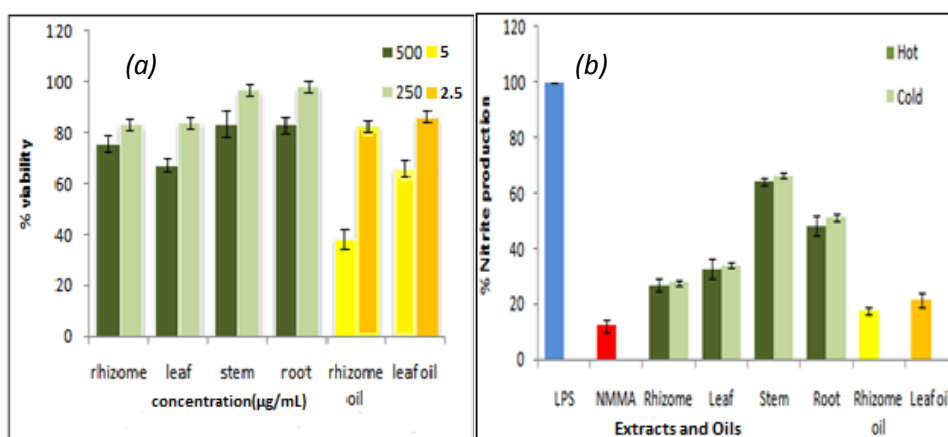 (a)
500 5
250 2.5
120
100
80
60
40
20
0
% viability
rhizome leaf stem root rhizome leaf oil
oil
concentration(µg/mL)
(b)
Hot
Cold
120
100
80
60
40
20
0
% Nitrite production
LPS NMMA Rhizome Leaf Stem Root Rhizome Leaf oil
oil
Extracts and Oils